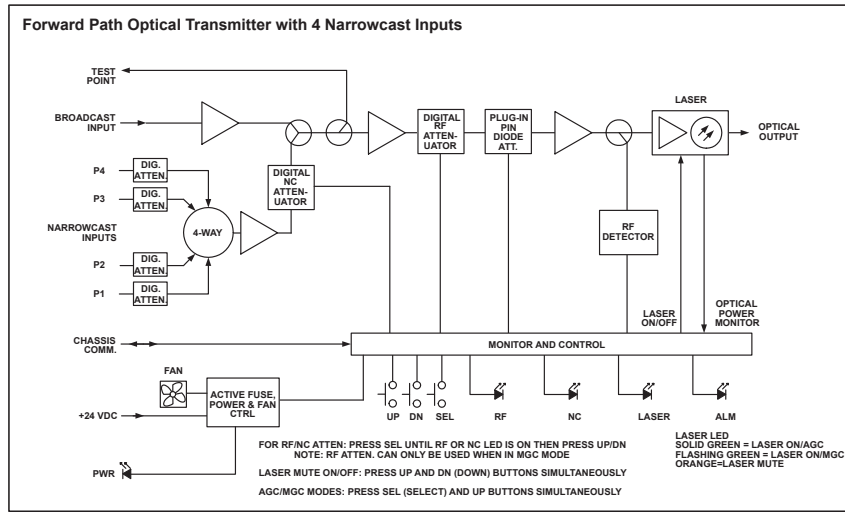 Forward Path Optical Transmitter with 4 Narrowcast Inputs
TEST
POINT
BROADCAST
INPUT
DIGITAL
RF
ATTEN-
UATOR
PLUG-IN
PIN
DIODE
ATT.
LASER
OPTICAL
OUTPUT
P4
DIG.
ATTEN.
P3
DIG.
ATTEN.
NARROWCAST
INPUTS
4-WAY
DIGITAL
NC
ATTEN-
UATOR
P2
DIG.
ATTEN.
P1
DIG.
ATTEN.
RF
DETECTOR
LASER
ON/OFF
OPTICAL
POWER
MONITOR
CHASSIS
COMM.
MONITOR AND CONTROL
FAN
ACTIVE FUSE,
POWER & FAN
CTRL
+24 VDC
PWR
UP
DN
SEL
RF
NC
LASER
ALM
FOR RF/NC ATTEN: PRESS SEL UNTIL RF OR NC LED IS ON THEN PRESS UP/DN
NOTE: RF ATTEN. CAN ONLY BE USED WHEN IN MGC MODE
LASER MUTE ON/OFF: PRESS UP AND DN (DOWN) BUTTONS SIMULTANEOUSLY
AGC/MGC MODES: PRESS SEL (SELECT) AND UP BUTTONS SIMULTANEOUSLY
LASER LED
SOLID GREEN = LASER ON/AGC
FLASHING GREEN = LASER ON/MGC
ORANGE=LASER MUTE